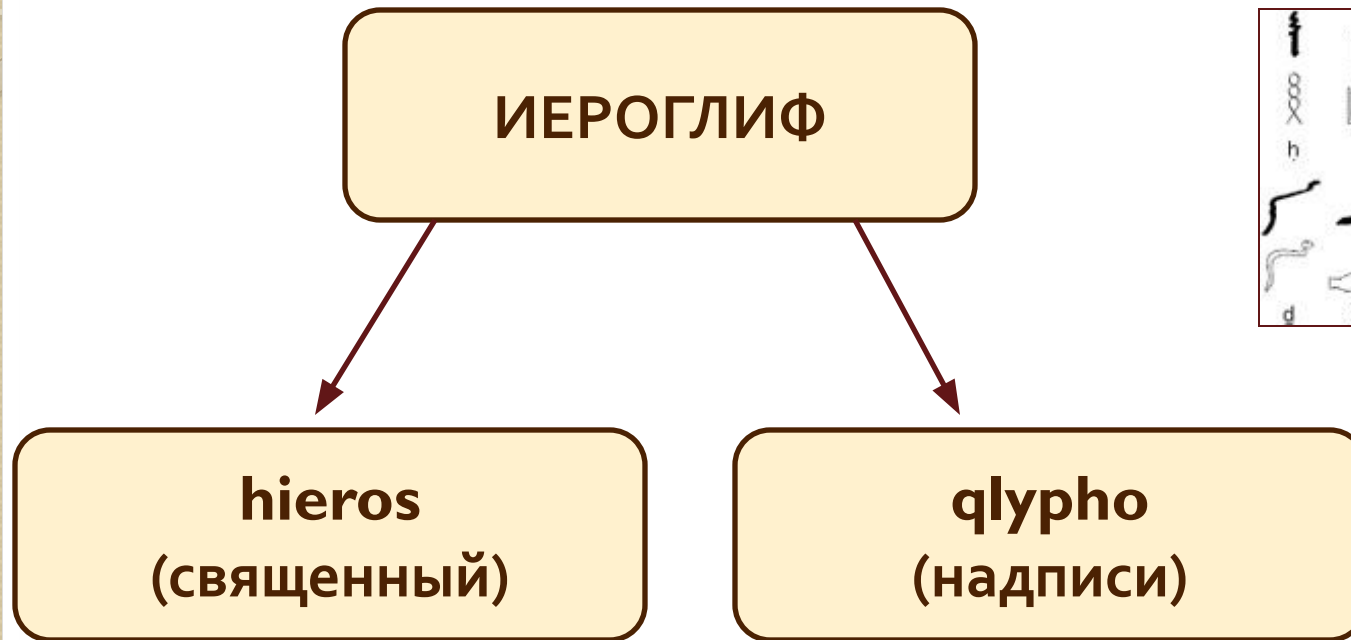 ИЕРОГЛИФ
hieros
(священный)
qlypho
(надписи)
ḥ
ḏ